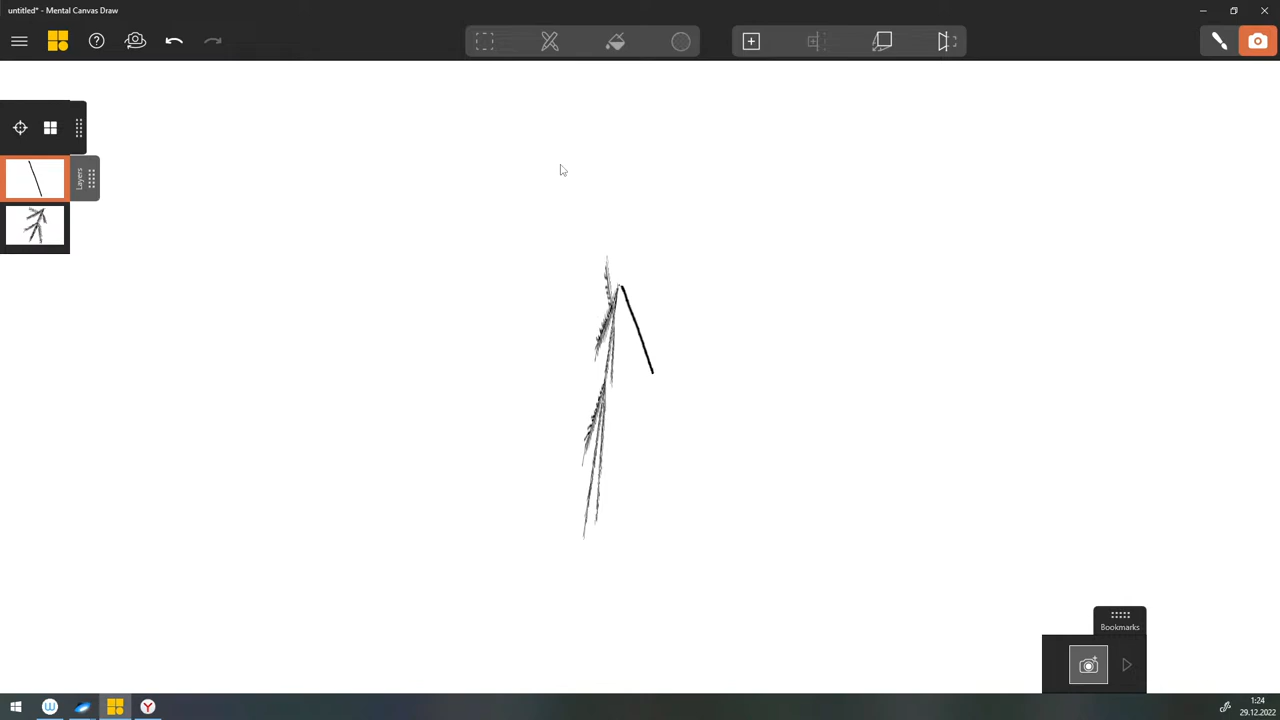 untitled* - Mental Canvas Draw
Layers
Bookmarks
1:24
29.12.2022